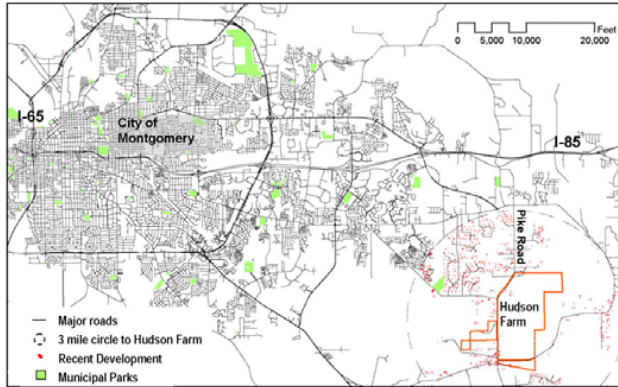 Feet
0 5,000 10,000 20,000
I-65
City of
Montgomery
I-85
Pike Road
Hudson
Farm
Major roads
3 mile circle to Hudson Farm
Recent Development
Municipal Parks